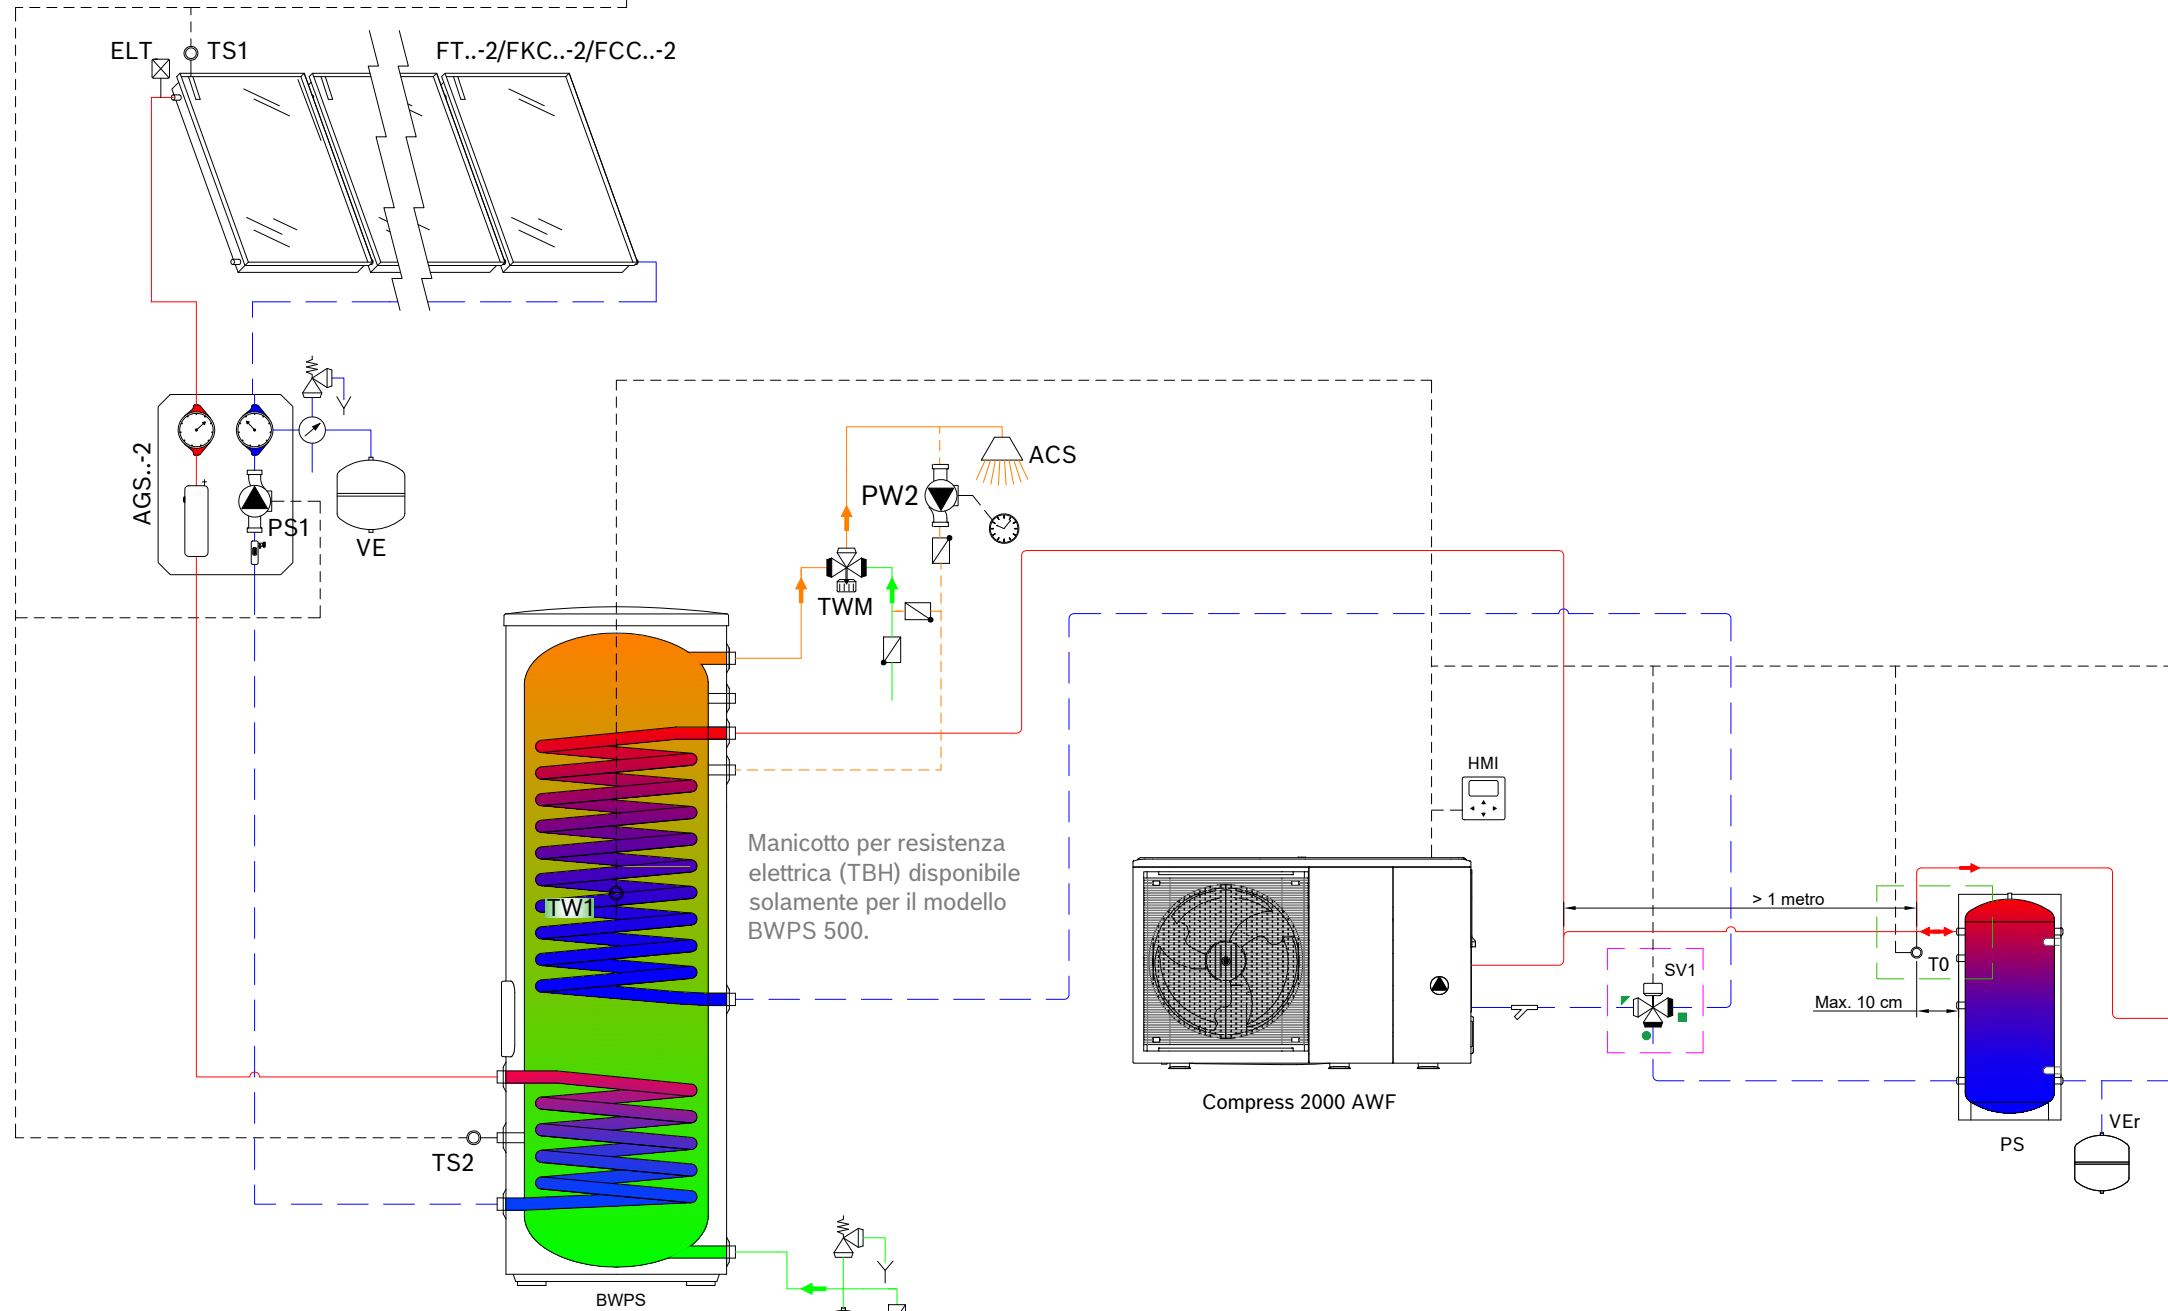 ELT
TS1
FT..-2/FKC..-2/FCC..-2
AGS..-2
PS1
VE
ACS
PW2
TWM
HMI
Manicotto per resistenza
elettrica (TBH) disponibile
solamente per il modello
BWPS 500.
TW1
> 1 metro
T0
SV1
Max. 10 cm
Compress 2000 AWF
VEr
PS
TS2
BWPS